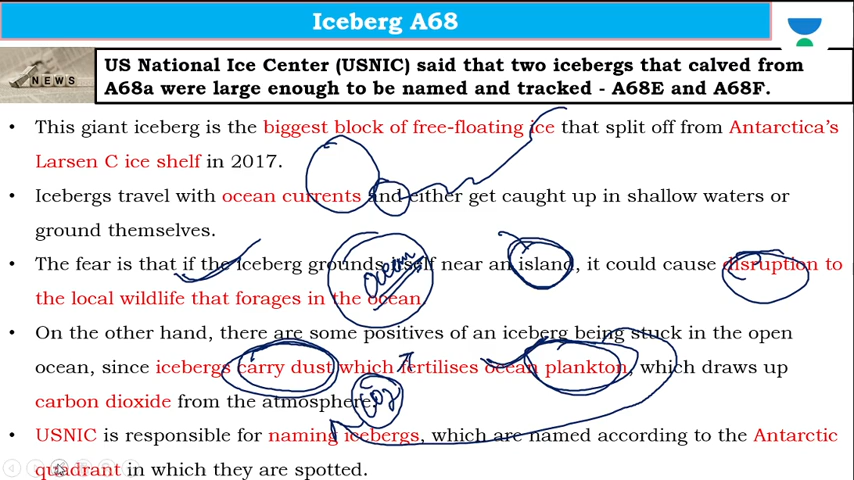 Iceberg A68
NEWS
US National Ice Center (USNIC) said that two icebergs that calved from
A68a were large enough to be named and tracked - A68E and A68F.
• This giant iceberg is the biggest block of free-floating ice that split off from Antarctica's
Larsen C ice shelf in 2017.
• Icebergs travel with ocean currents and either get caught up in shallow waters or
ground themselves.
• The fear is that if the iceberg grounds itself near an island, it could cause disruption to
the local wildlife that forages in the ocean.
ocean
• On the other hand, there are some positives of an iceberg being stuck in the open
ocean, since icebergs carry dust which fertilises ocean plankton, which draws up
carbon dioxide from the atmosphere.
CO2
• USNIC is responsible for naming icebergs, which are named according to the Antarctic
quadrant in which they are spotted.